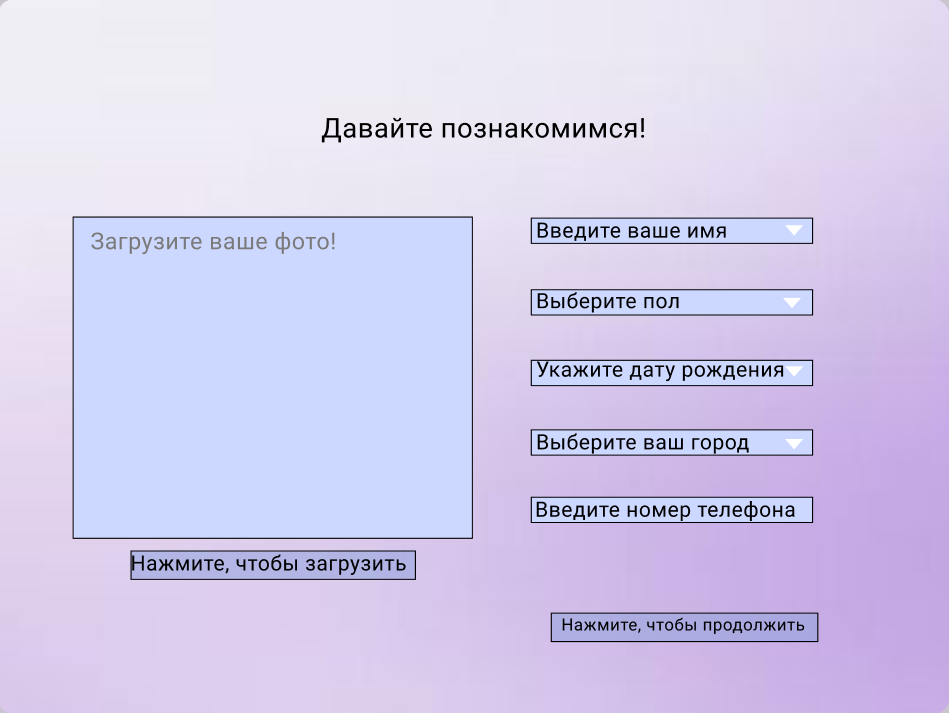 Давайте познакомимся!
Загрузите ваше фото!
Нажмите, чтобы загрузить
Введите ваше имя
Выберите пол
Укажите дату рождения
Выберите ваш город
Введите номер телефона
Нажмите, чтобы продолжить